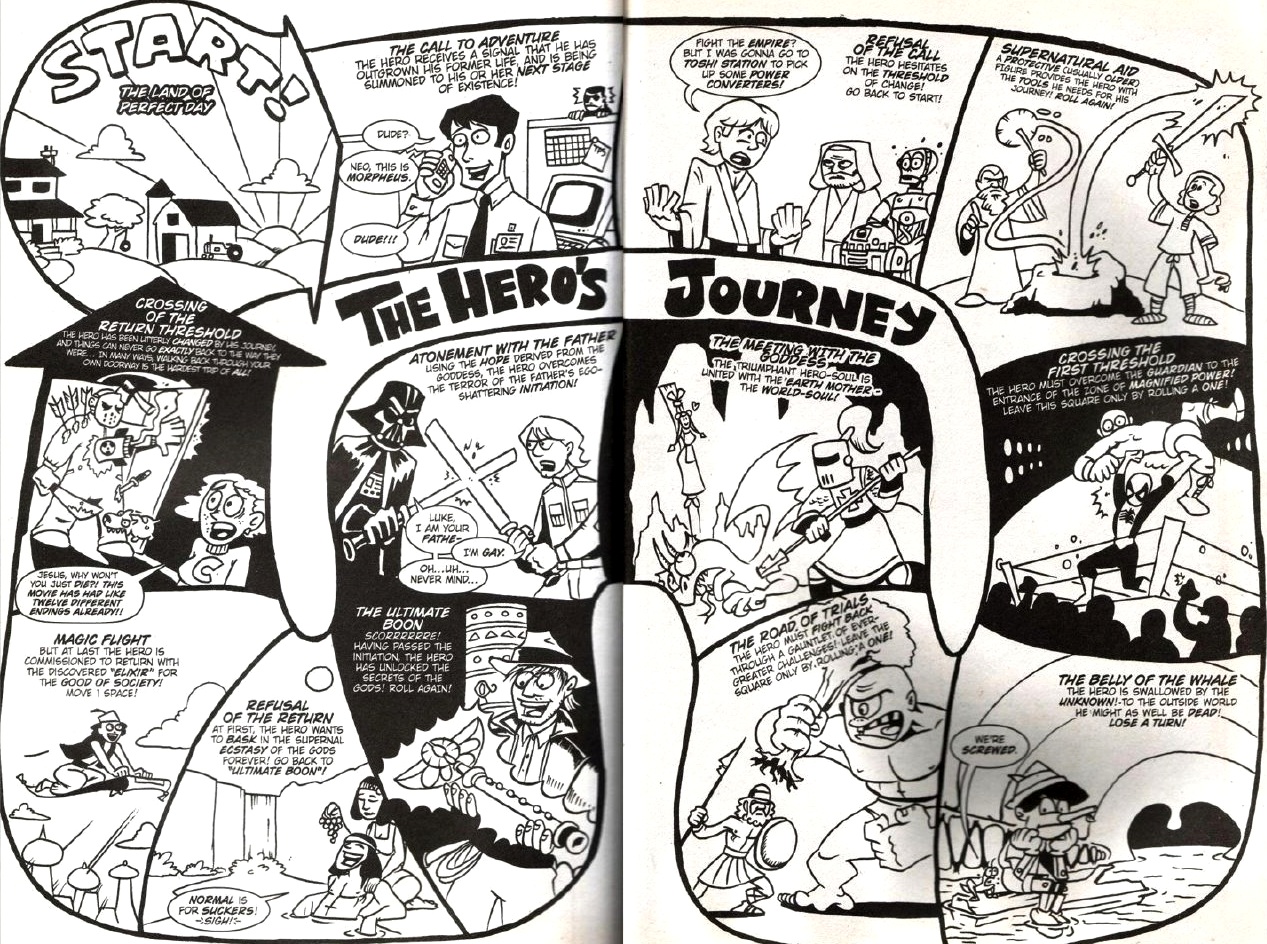 START!
THE LAND OF
PERFECT DAY
THE CALL TO ADVENTURE
THE HERO RECEIVES A SIGNAL THAT HE HAS
OUTGROWN HIS FORMER LIFE, AND IS BEING
SUMMONED TO HIS OR HER NEXT STAGE
OF EXISTENCE!
DUDE?
NEO, THIS IS
MORPHEUS.
DUDE!!!
FIGHT THE EMPIRE?
BUT I WAS GONNA GO TO
TOSHI STATION TO PICK
UP SOME POWER
CONVERTERS!
REFUSAL
OF THE CALL
THE HERO HESITATES
ON THE THRESHOLD
OF CHANGE!
GO BACK TO START!
SUPERNATURAL AID
A PROTECTIVE (USUALLY OLDER)
FIGURE PROVIDES THE HERO WITH
THE TOOLS HE NEEDS FOR HIS
JOURNEY! ROLL AGAIN!
THE HERO'S JOURNEY
CROSSING THE
FIRST THRESHOLD
THE HERO MUST OVERCOME THE GUARDIAN TO THE
ENTRANCE OF THE ZONE OF MAGNIFIED POWER!
LEAVE THIS SQUARE ONLY BY ROLLING A ONE!
THE BELLY OF THE WHALE
THE HERO IS SWALLOWED BY THE
UNKNOWN!-TO THE OUTSIDE WORLD
HE MIGHT AS WELL BE DEAD!
LOSE A TURN!
WE'RE
SCREWED.
THE ROAD OF TRIALS
THE HERO MUST FIGHT BACK
THROUGH A GAUNTLET OF EVER-
GREATER CHALLENGES! LEAVE THE
SQUARE ONLY BY ROLLING A ONE!
THE MEETING WITH THE
GODDESS
THE TRIUMPHANT HERO-SOUL IS
UNITED WITH THE EARTH MOTHER-
THE WORLD-SOUL!
ATONEMENT WITH THE FATHER
USING THE HOPE DERIVED FROM THE
GODDESS, THE HERO OVERCOMES
THE TERROR OF THE FATHER'S EGO-
SHATTERING INITIATION!
LUKE,
I AM YOUR
FATHE-
I'M GAY.
OH...UH...
NEVER MIND...
THE ULTIMATE
BOON
SCORRRRRRE!
HAVING PASSED THE
INITIATION, THE HERO
HAS UNLOCKED THE
SECRETS OF THE
GODS! ROLL AGAIN!
REFUSAL
OF THE RETURN
AT FIRST, THE HERO WANTS
TO BASK IN THE SUPERNAL
ECSTASY OF THE GODS
FOREVER! GO BACK TO
"ULTIMATE BOON"!
NORMAL IS
FOR SUCKERS!
-:SIGH!:-
MAGIC FLIGHT
BUT AT LAST THE HERO IS
COMMISSIONED TO RETURN WITH
THE DISCOVERED "ELIXIR" FOR
THE GOOD OF SOCIETY!
MOVE 1 SPACE!
CROSSING
OF THE
RETURN THRESHOLD
THE HERO HAS BEEN UTTERLY CHANGED BY HIS JOURNEY,
AND THINGS CAN NEVER GO EXACTLY BACK TO THE WAY THEY
WERE... IN MANY WAYS, WALKING BACK THROUGH YOUR
OWN DOORWAY IS THE HARDEST TRIP OF ALL!
C
JESUS, WHY WON'T
YOU JUST DIE?! THIS
MOVIE HAS HAD LIKE
TWELVE DIFFERENT
ENDINGS ALREADY!!